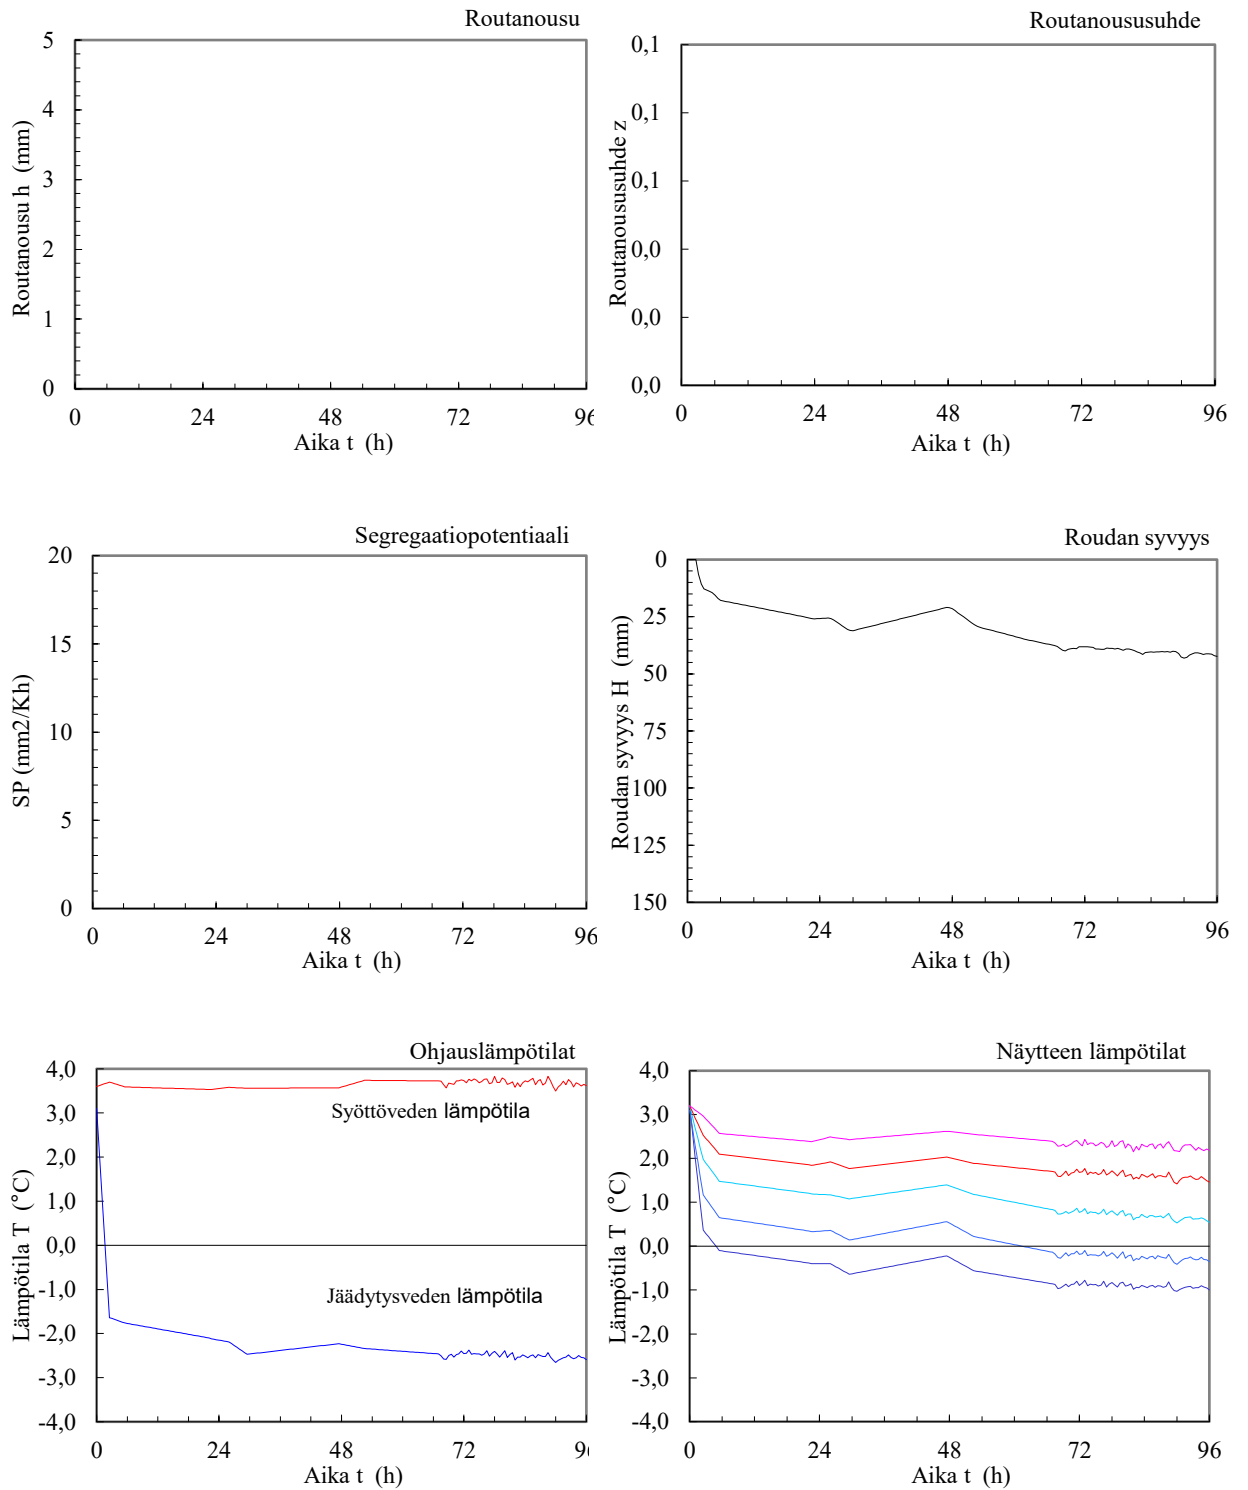 Routanousu
Routanousu h (mm)
5
4
3
2
1
0
0 24 48 72 96
Aika t (h)
Routanoususuhde
Routanoususuhde z
0,1
0,1
0,1
0,0
0,0
0,0
0 24 48 72 96
Aika t (h)
Segregaatiopotentiaali
SP (mm2/Kh)
20
15
10
5
0
0 24 48 72 96
Aika t (h)
Roudan syvyys
Roudan syvyys H (mm)
0
25
50
75
100
125
150
0 24 48 72 96
Aika t (h)
Ohjauslämpötilat
Lämpötila T (°C)
4,0
3,0
2,0
1,0
0,0
-1,0
-2,0
-3,0
-4,0
Syöttöveden lämpötila
Jäädytysveden lämpötila
0 24 48 72 96
Aika t (h)
Näytteen lämpötilat
Lämpötila T (°C)
4,0
3,0
2,0
1,0
0,0
-1,0
-2,0
-3,0
-4,0
0 24 48 72 96
Aika t (h)